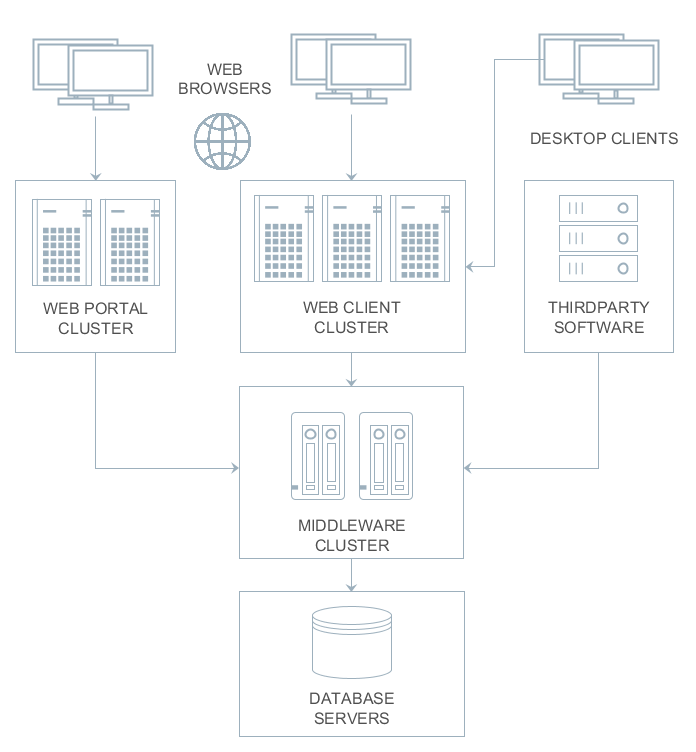 WEB
BROWSERS
DESKTOP CLIENTS
WEB PORTAL
CLUSTER
WEB CLIENT
CLUSTER
THIRDPARTY
SOFTWARE
MIDDLEWARE
CLUSTER
DATABASE
SERVERS